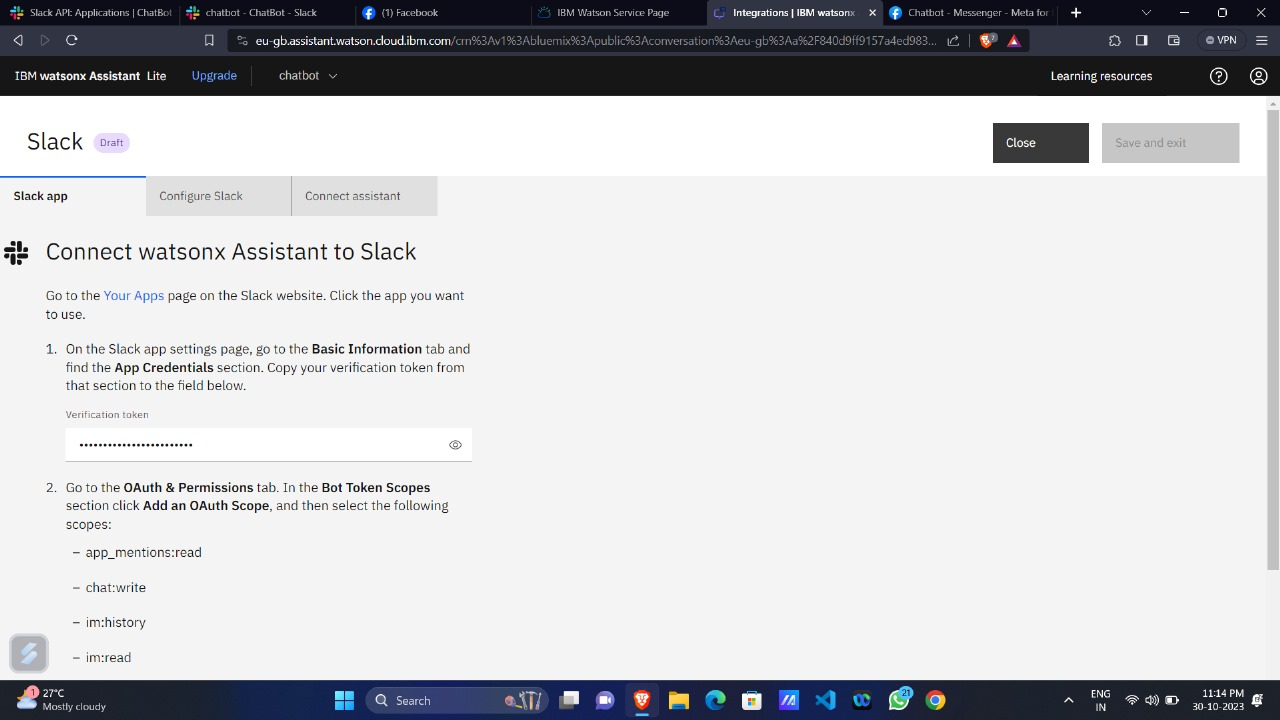 Slack API: Applications | ChatBot
chatbot - ChatBot - Slack
(1) Facebook
IBM Watson Service Page
Integrations | IBM watsonx
Chatbot - Messenger - Meta for
eu-gb.assistant.watson.cloud.ibm.com/crn%3Av1%3Abluemix%3Apublic%3Aconversation%3Aeu-gb%3Aa%2F840d9ff9157a4ed983...
7
VPN
IBM watsonx Assistant Lite
Upgrade
chatbot
Learning resources
Slack
Draft
Close
Save and exit
Slack app
Configure Slack
Connect assistant
Connect watsonx Assistant to Slack
Go to the Your Apps page on the Slack website. Click the app you want
to use.
1. On the Slack app settings page, go to the Basic Information tab and
find the App Credentials section. Copy your verification token from
that section to the field below.
Verification token
••••••••••••••••••••••••
2. Go to the OAuth & Permissions tab. In the Bot Token Scopes
section click Add an OAuth Scope, and then select the following
scopes:
– app_mentions:read
– chat:write
– im:history
– im:read
1
27°C
Mostly cloudy
Search
21
ENG
IN
11:14 PM
30-10-2023